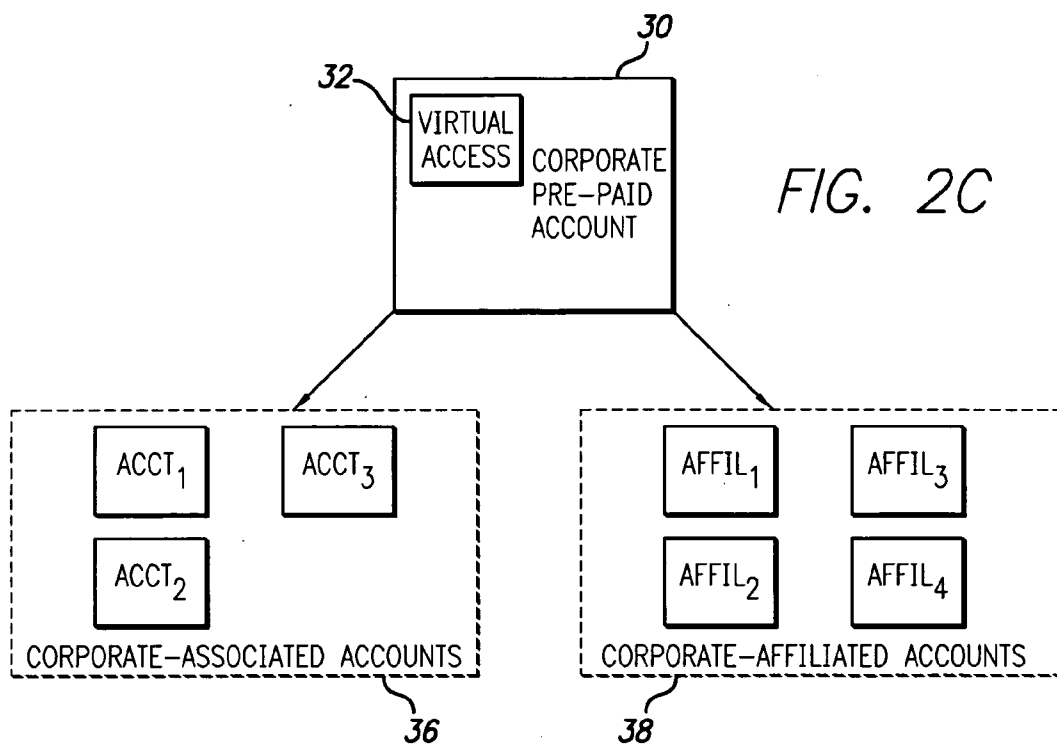 30
32
VIRTUAL
ACCESS
CORPORATE
PRE-PAID
ACCOUNT
FIG. 2C
ACCT1
ACCT3
ACCT2
CORPORATE-ASSOCIATED ACCOUNTS
36
AFFIL1
AFFIL3
AFFIL2
AFFIL4
CORPORATE-AFFILIATED ACCOUNTS
38